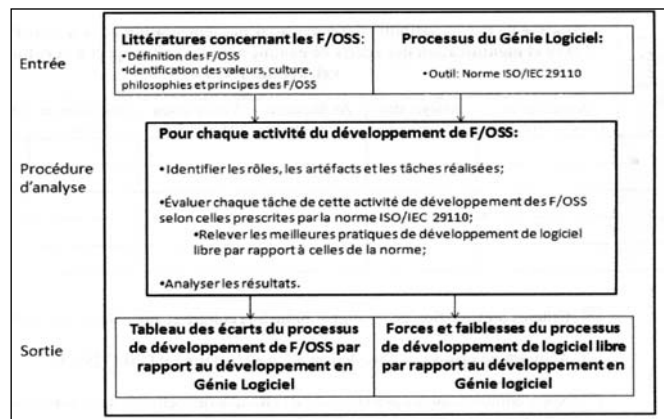 Entrée
Littératures concernant les F/OSS:
•Définition des F/OSS
•Identification des valeurs, culture,
philosophies et principes des F/OSS
Processus du Génie Logiciel:
• Outil: Norme ISO/IEC 29110
Procédure
d'analyse
Pour chaque activité du développement de F/OSS:
•Identifier les rôles, les artéfacts et les tâches réalisées;
•Évaluer chaque tâche de cette activité de développement des F/OSS
selon celles prescrites par la norme ISO/IEC 29110;
•Relever les meilleures pratiques de développement de logiciel
libre par rapport à celles de la norme;
•Analyser les résultats.
Sortie
Tableau des écarts du processus
de développement de F/OSS par
rapport au développement en
Génie Logiciel
Forces et faiblesses du processus
de développement de logiciel libre
par rapport au développement en
Génie logiciel